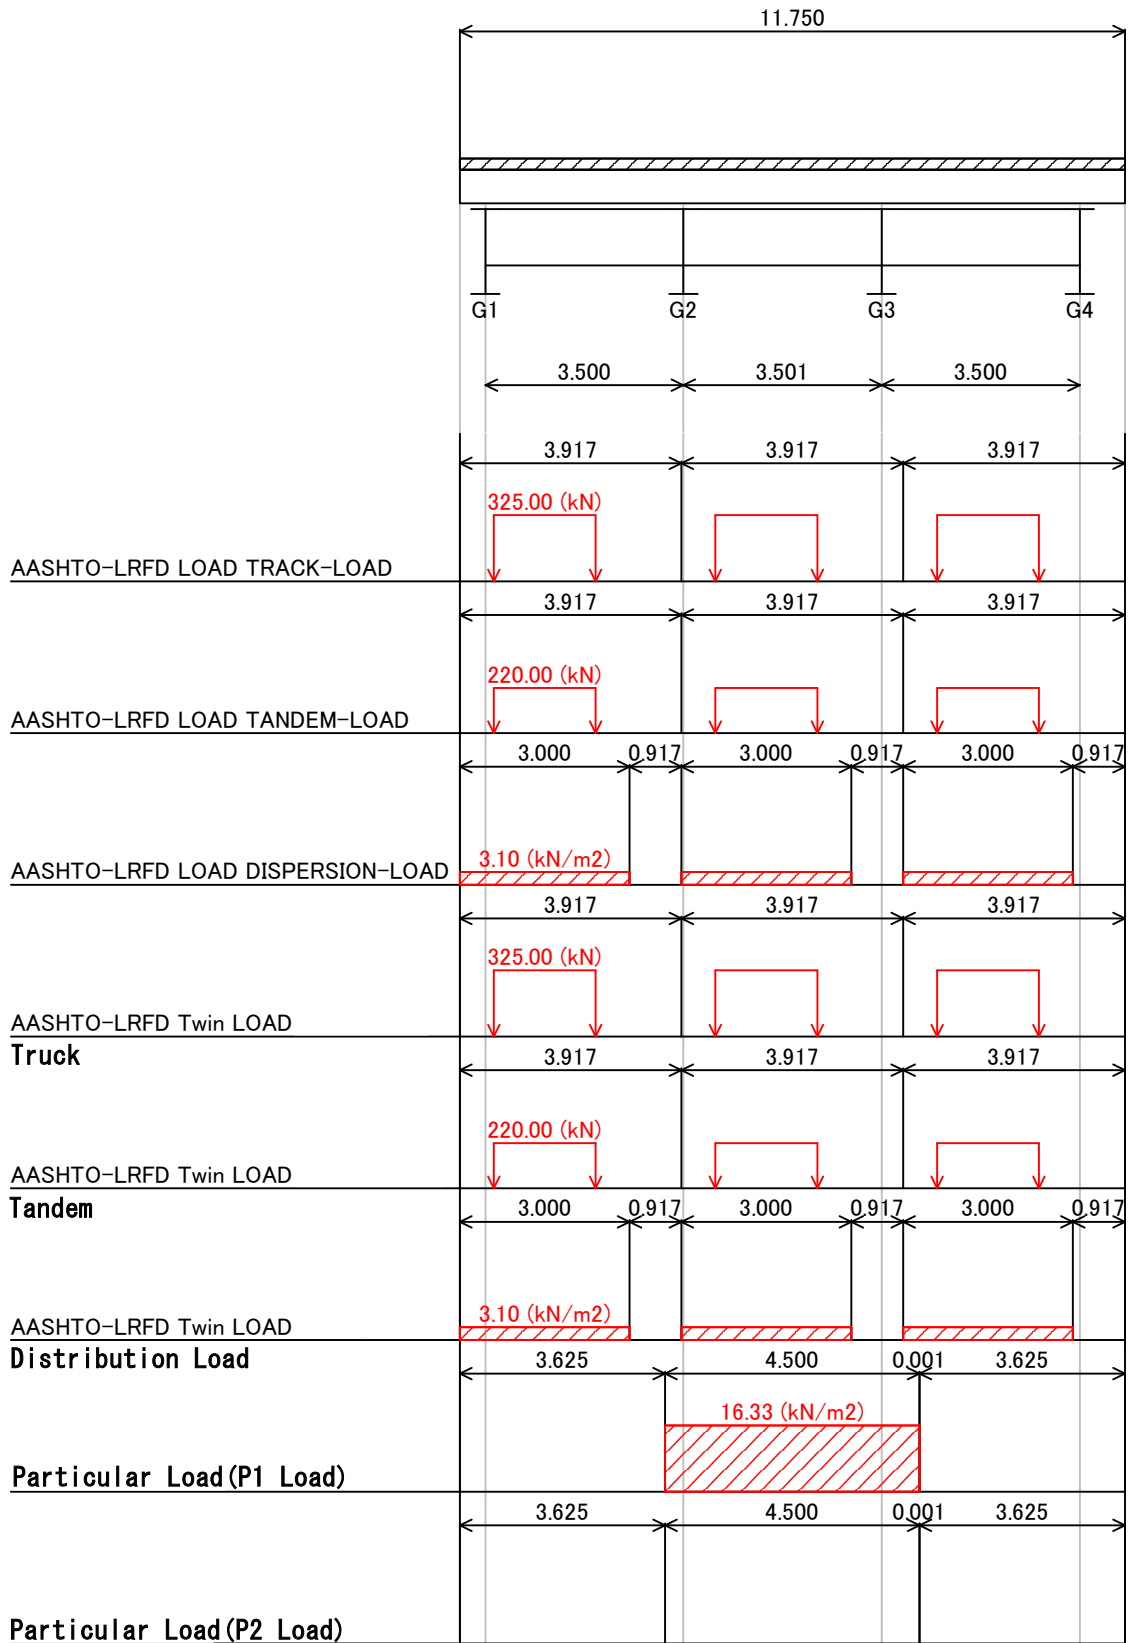 11.750
G1 G2 G3 G4
3.500 3.501 3.500
3.917 3.917 3.917
325.00 (kN)
AASHTO-LRFD LOAD TRACK-LOAD
3.917 3.917 3.917
220.00 (kN)
AASHTO-LRFD LOAD TANDEM-LOAD
3.000 0.917 3.000 0.917 3.000 0.917
3.10 (kN/m2)
AASHTO-LRFD LOAD DISPERSION-LOAD
3.917 3.917 3.917
325.00 (kN)
AASHTO-LRFD Twin LOAD
Truck
3.917 3.917 3.917
220.00 (kN)
AASHTO-LRFD Twin LOAD
Tandem
3.000 0.917 3.000 0.917 3.000 0.917
3.10 (kN/m2)
AASHTO-LRFD Twin LOAD
Distribution Load
3.625 4.500 0.001 3.625
16.33 (kN/m2)
Particular Load(P1 Load)
3.625 4.500 0.001 3.625
Particular Load(P2 Load)